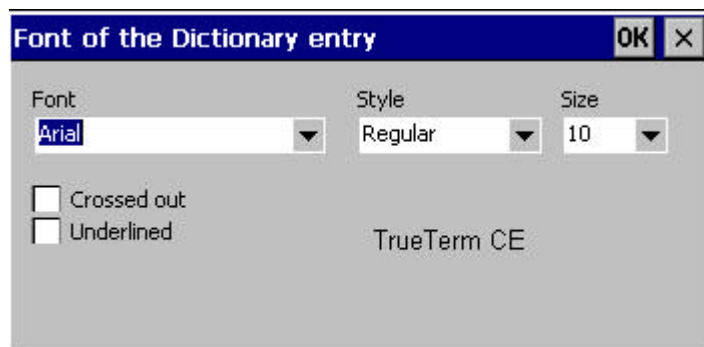 Font of the Dictionary entry OK
Font Style Size
Arial Regular 10
Crossed out
Underlined
TrueTerm CE